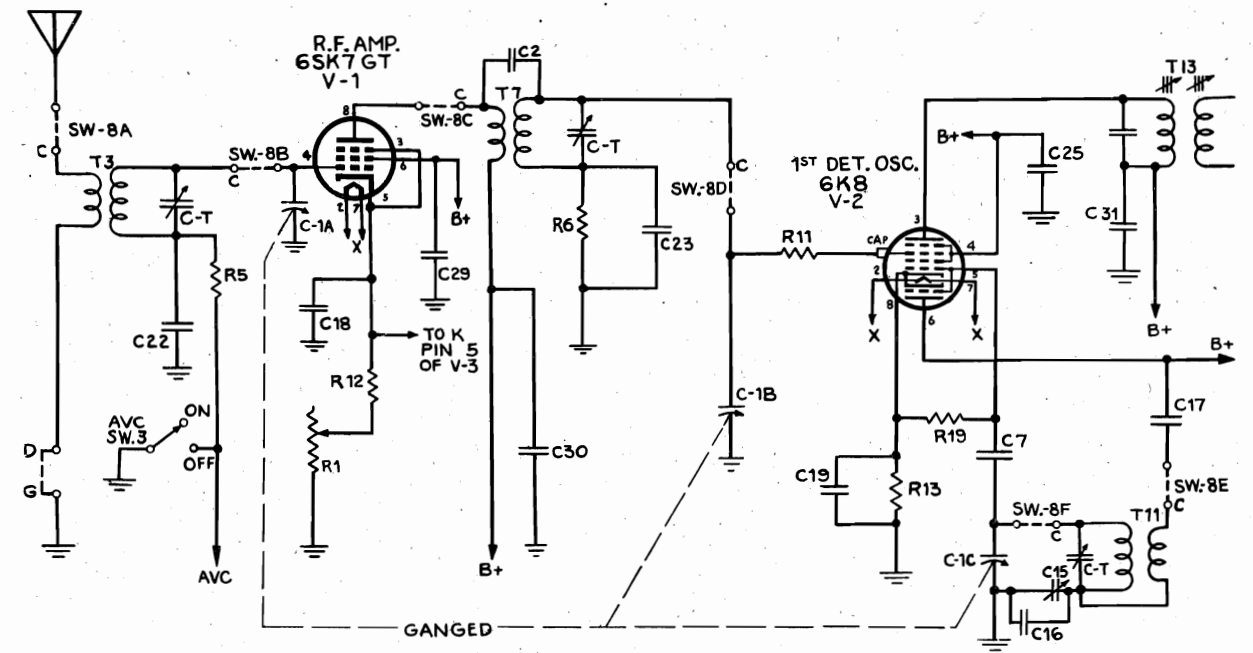 R.F. AMP.
6SK7 GT
V-1
8
3
4
6
5
2
7
X
SW-8A
C
T3
SW.-8B
C
C-T
C-1A
R5
C22
AVC
SW.3
ON
OFF
D
G
AVC
C18
R12
R1
TO K
PIN 5
OF V-3
C29
B+
C
SW.-8C
C2
T7
C-T
R6
C23
C30
B+
C
SW.-8D
C-1B
GANGED
R11
1ST DET. OSC.
6K8
V-2
CAP
3
4
2
5
7
8
6
X
X
B+
C25
T13
C31
B+
B+
R19
C7
C19
R13
C17
SW.-8E
C
SW.-8F
C
T11
C-1C
C15
C-T
C16